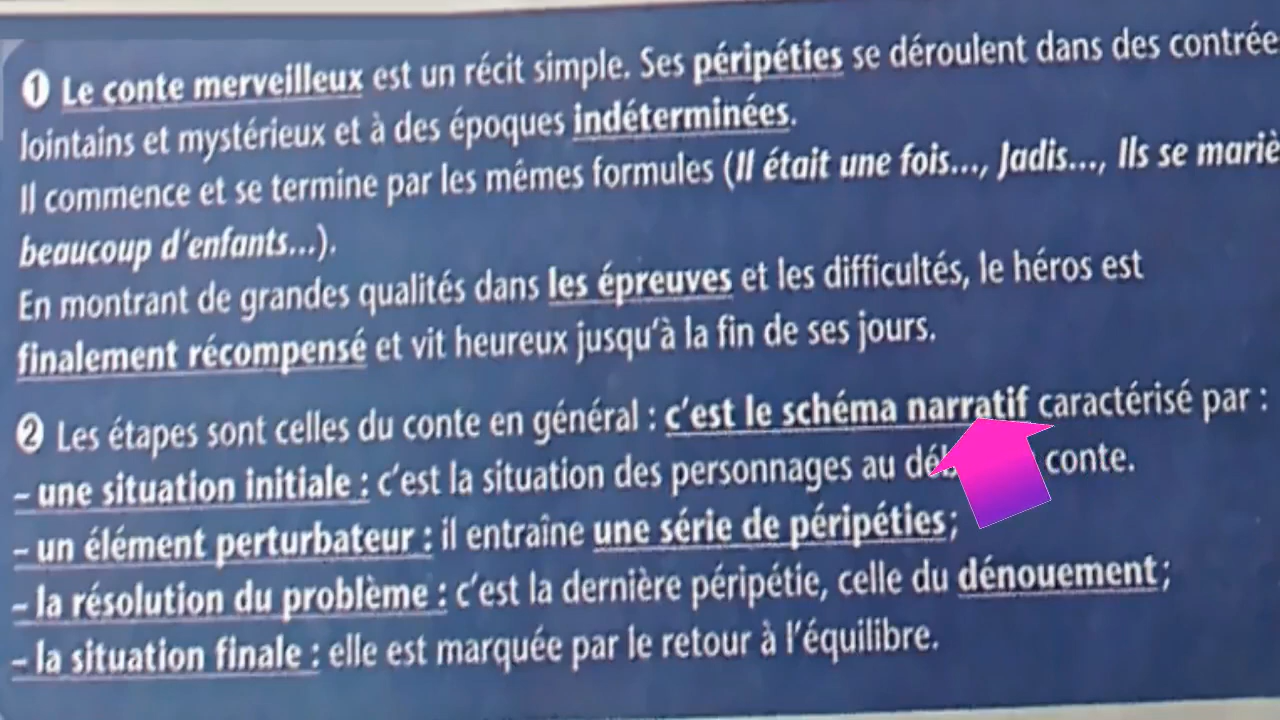 ❶ Le conte merveilleux est un récit simple. Ses péripéties se déroulent dans des contrée
lointains et mystérieux et à des époques indéterminées.
Il commence et se termine par les mêmes formules (Il était une fois..., Jadis..., Ils se mariè
beaucoup d'enfants...).
En montrant de grandes qualités dans les épreuves et les difficultés, le héros est
finalement récompensé et vit heureux jusqu'à la fin de ses jours.
❷ Les étapes sont celles du conte en général : c'est le schéma narratif caractérisé par :
– une situation initiale : c'est la situation des personnages au conte.
– un élément perturbateur : il entraîne une série de péripéties;
– la résolution du problème : c'est la dernière péripétie, celle du dénouement;
– la situation finale : elle est marquée par le retour à l'équilibre.